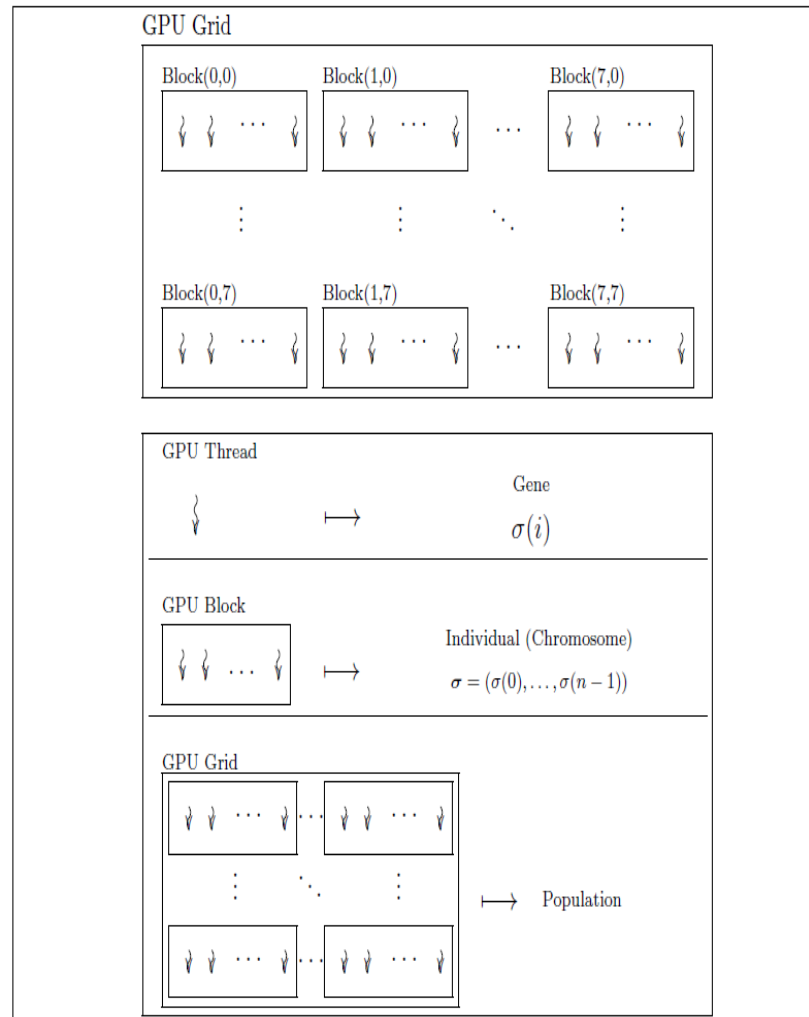 GPU Grid
Block(0,0) Block(1,0) Block(7,0)
··· ··· ··· ···
⋮ ⋮ ⋱ ⋮
Block(0,7) Block(1,7) Block(7,7)
··· ··· ··· ···
GPU Thread
Gene
⟼ σ(i)
GPU Block
Individual (Chromosome)
... ⟼ σ = (σ(0), . . . , σ(n − 1))
GPU Grid
··· ··· ···
⋮ ⋱ ⋮
⟼ Population
··· ··· ···